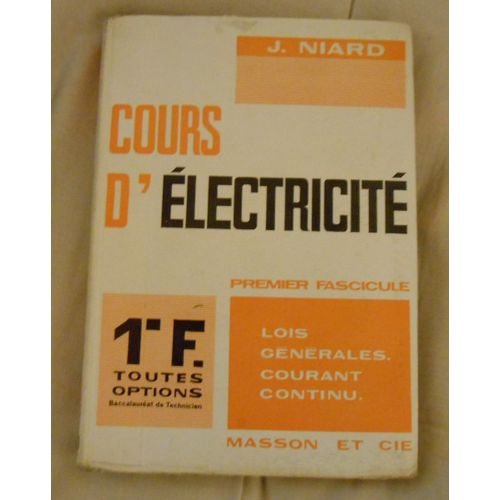 J. NIARD
COURS
D'ÉLECTRICITÉ
PREMIER FASCICULE
1re F.
TOUTES
OPTIONS
Baccalauréat de Technicien
LOIS
GÉNÉRALES.
COURANT
CONTINU.
MASSON ET CIE